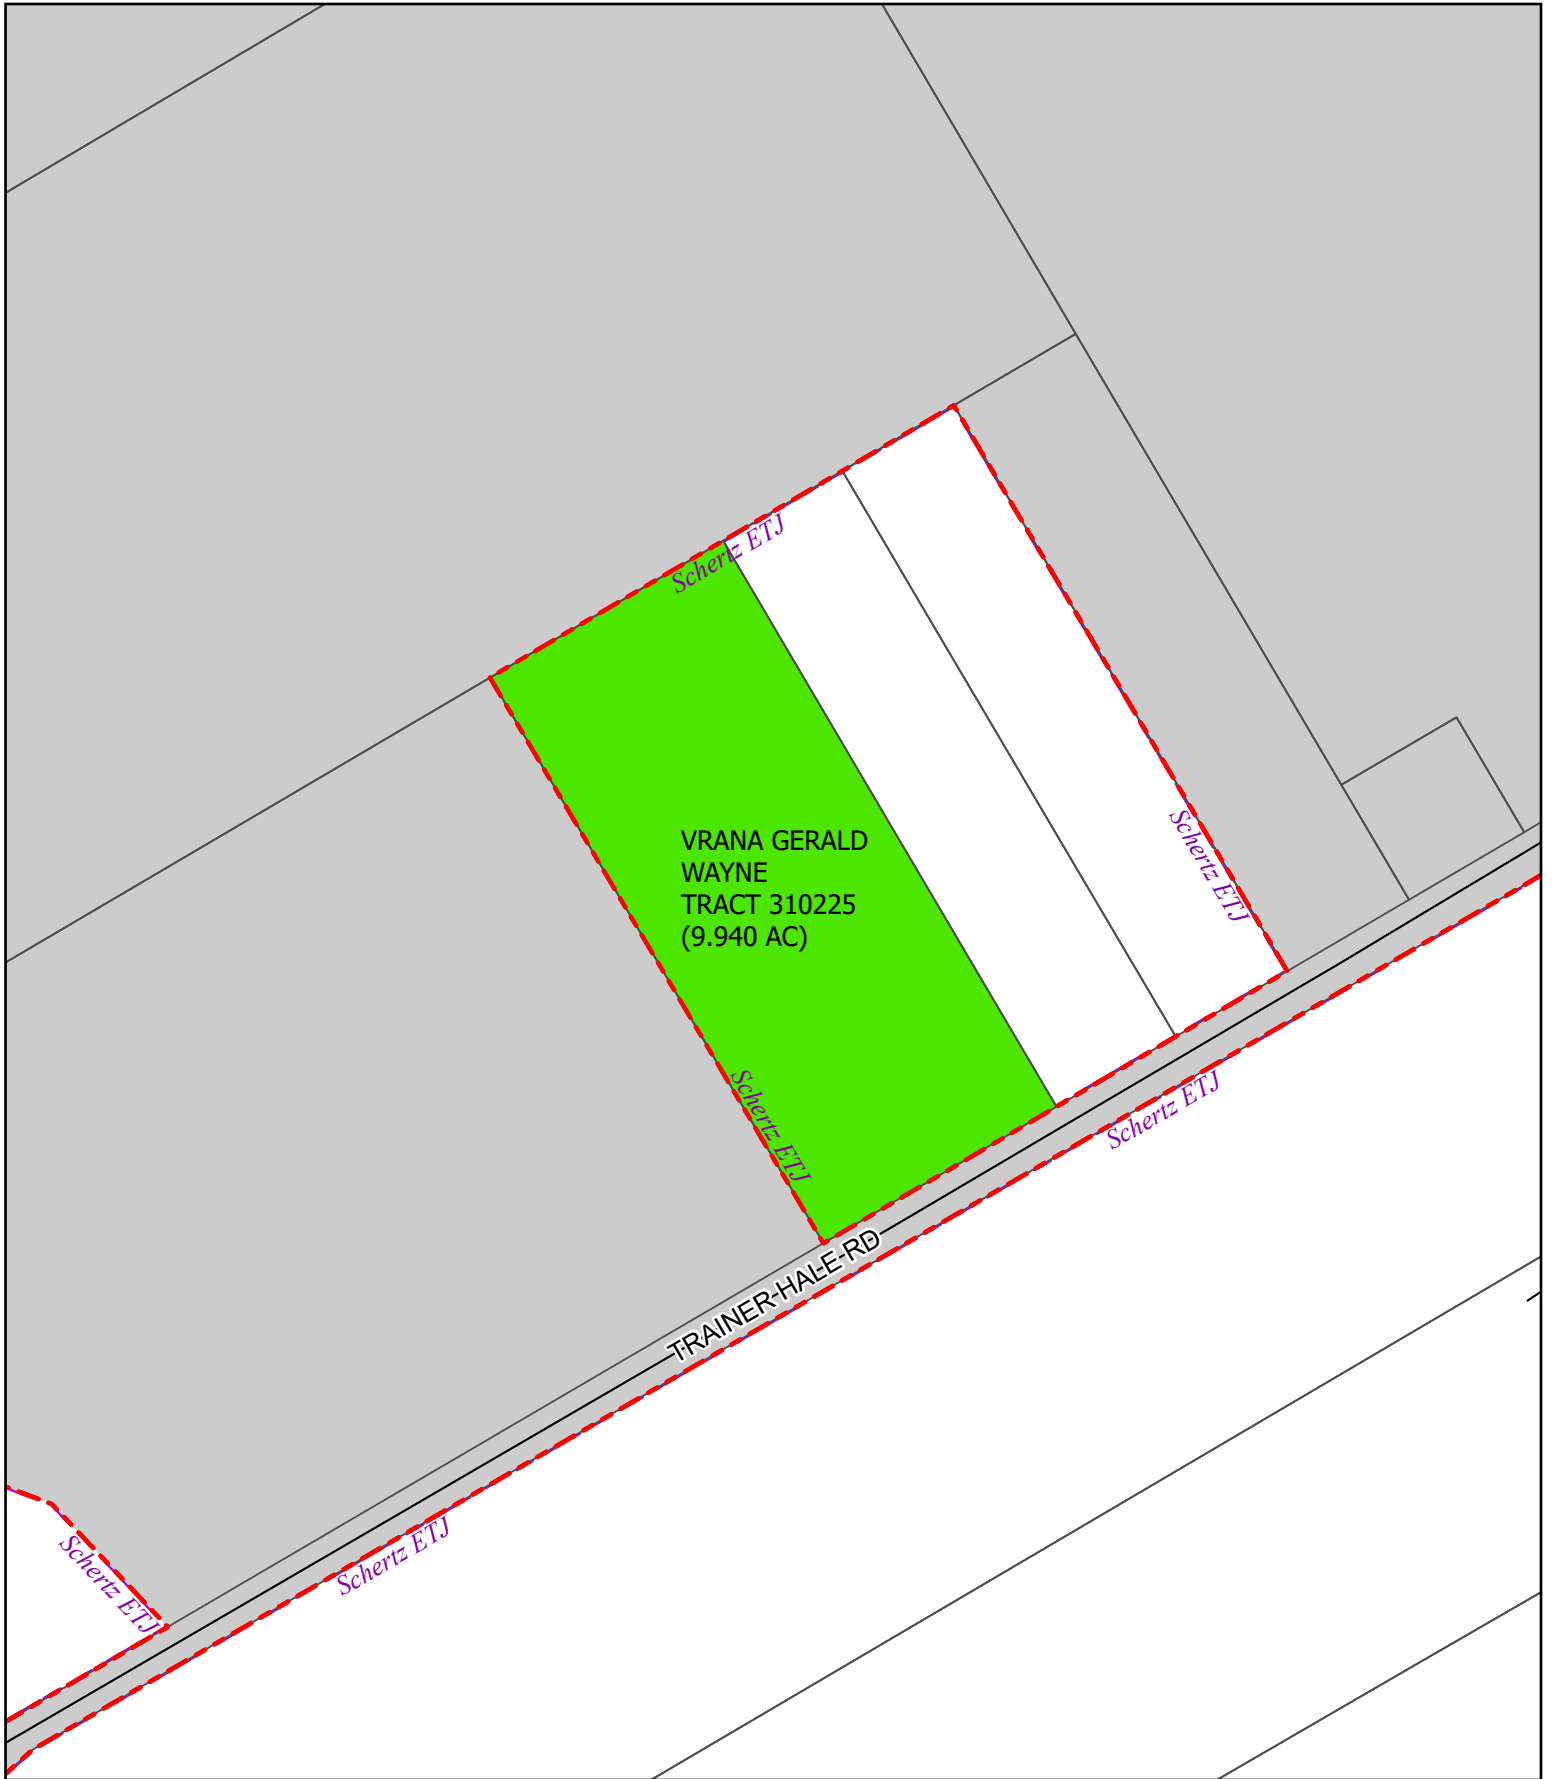 Schertz ETJ
VRANA GERALD
WAYNE
TRACT 310225
(9.940 AC)
Schertz ETJ
Schertz ETJ
Schertz ETJ
TRAINER-HALE-RD
Schertz ETJ
Schertz ETJ